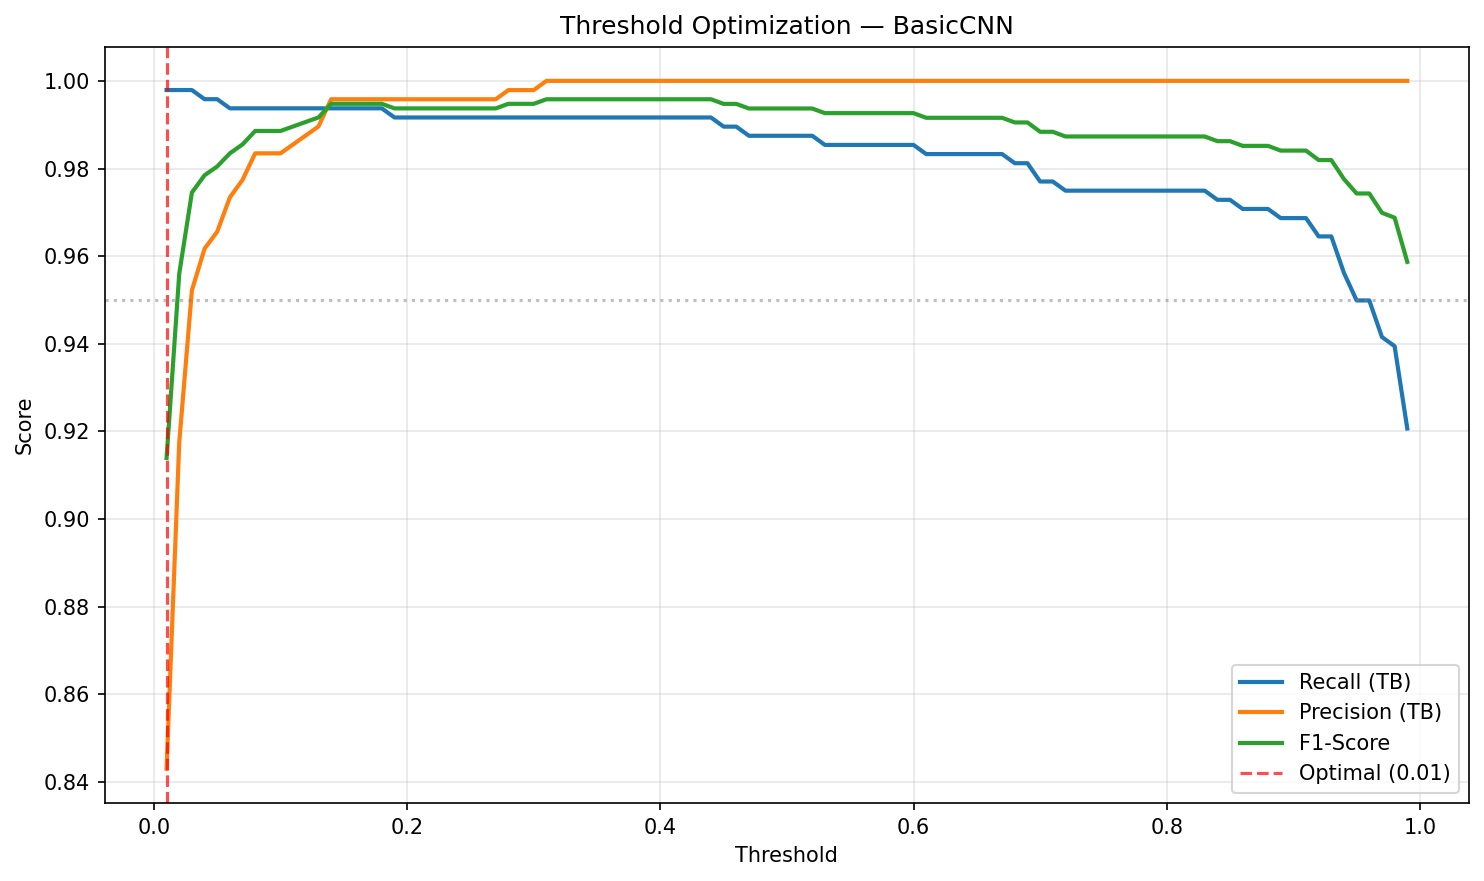 Threshold Optimization — BasicCNN
Score
1.00
0.98
0.96
0.94
0.92
0.90
0.88
0.86
0.84
Recall (TB)
Precision (TB)
F1-Score
Optimal (0.01)
0.0 0.2 0.4 0.6 0.8 1.0
Threshold